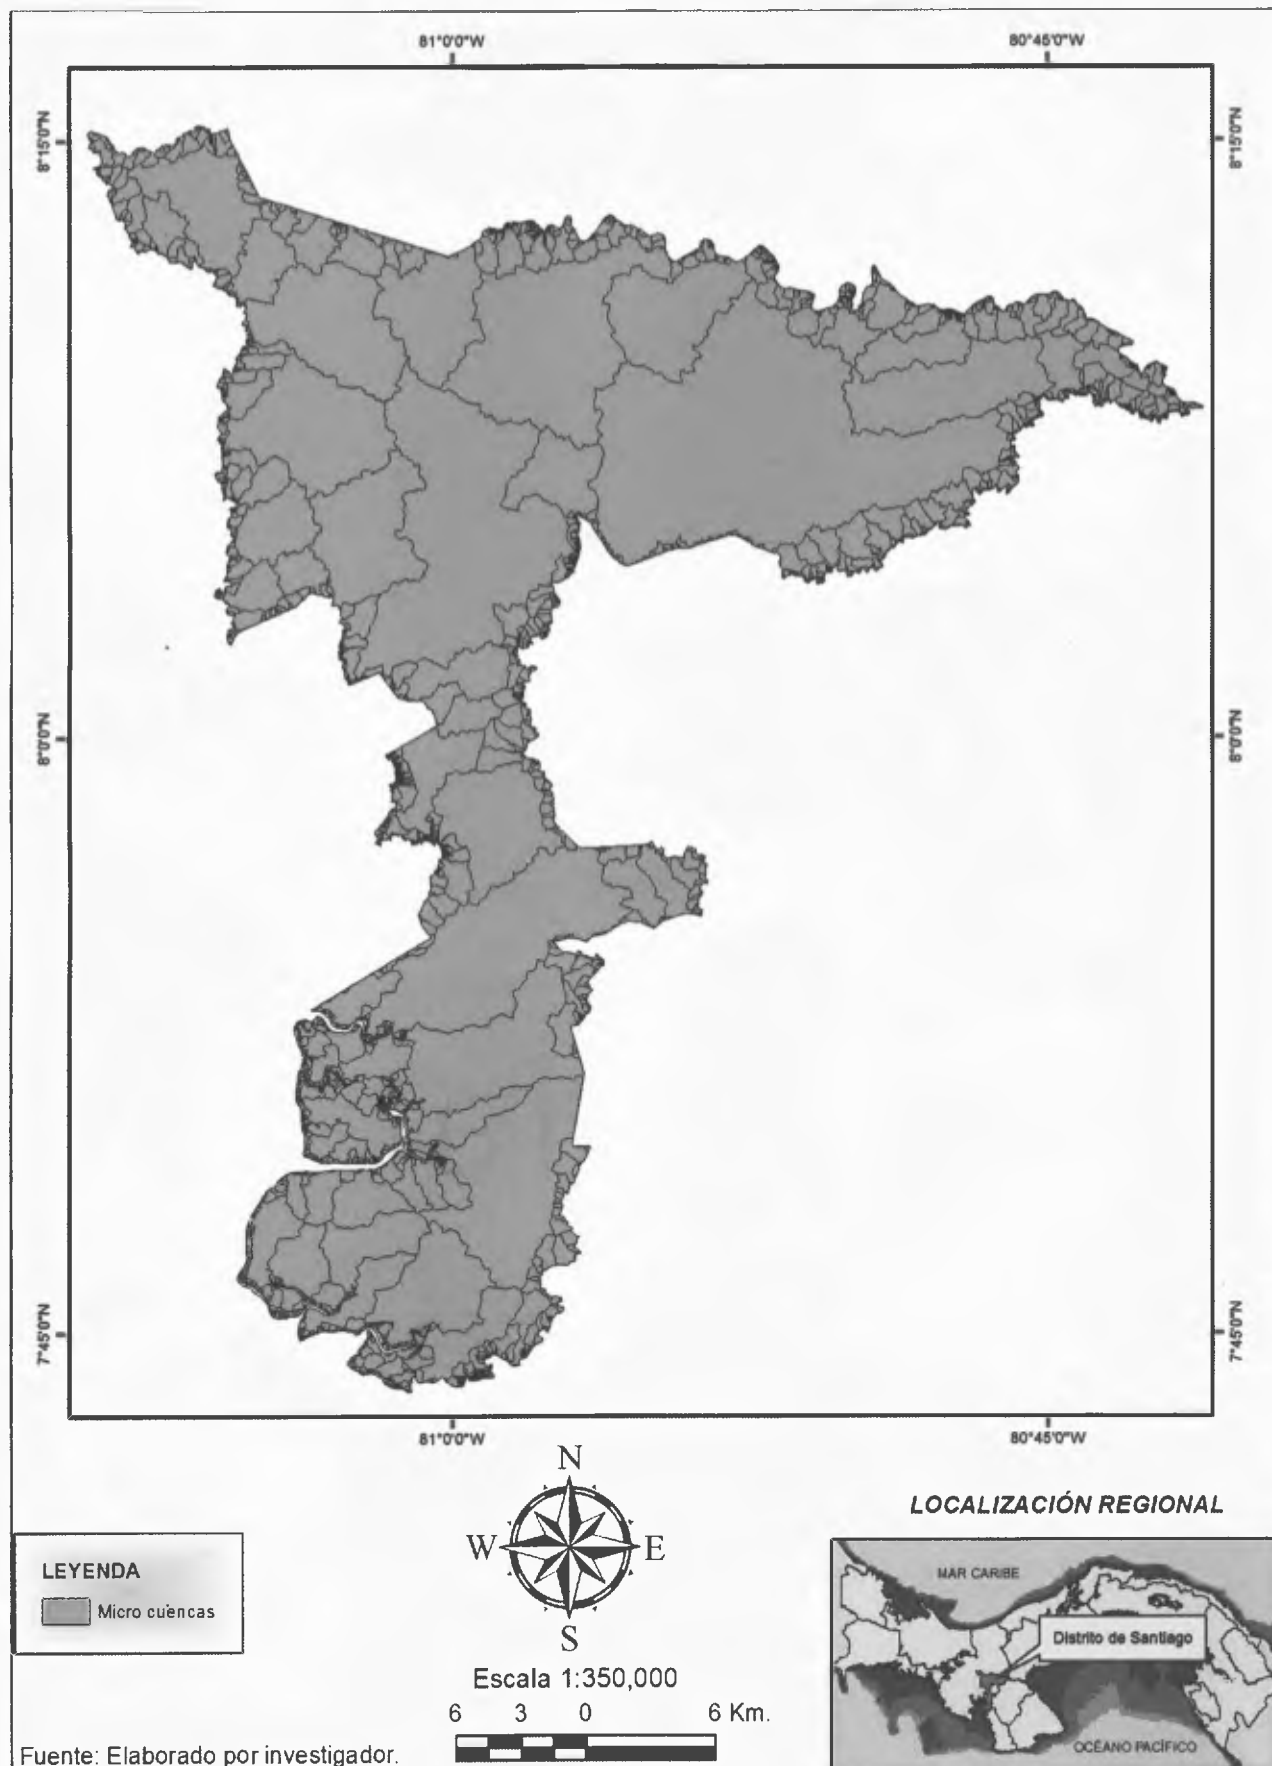 81°0'0"W 80°45'0"W
8°15'0"N 8°15'0"N
8°0'0"N 8°0'0"N
7°45'0"N 7°45'0"N
81°0'0"W 80°45'0"W
N
W E
S
LEYENDA
Micro cuencas
Escala 1:350,000
6 3 0 6 Km.
Fuente: Elaborado por investigador.
LOCALIZACIÓN REGIONAL
MAR CARIBE
Distrito de Santiago
OCÉANO PACÍFICO